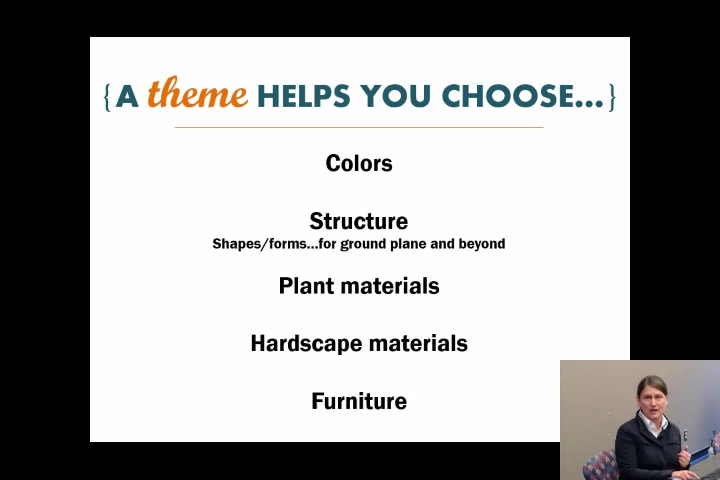 {A theme HELPS YOU CHOOSE...}
Colors
Structure
Shapes/forms...for ground plane and beyond
Plant materials
Hardscape materials
Furniture